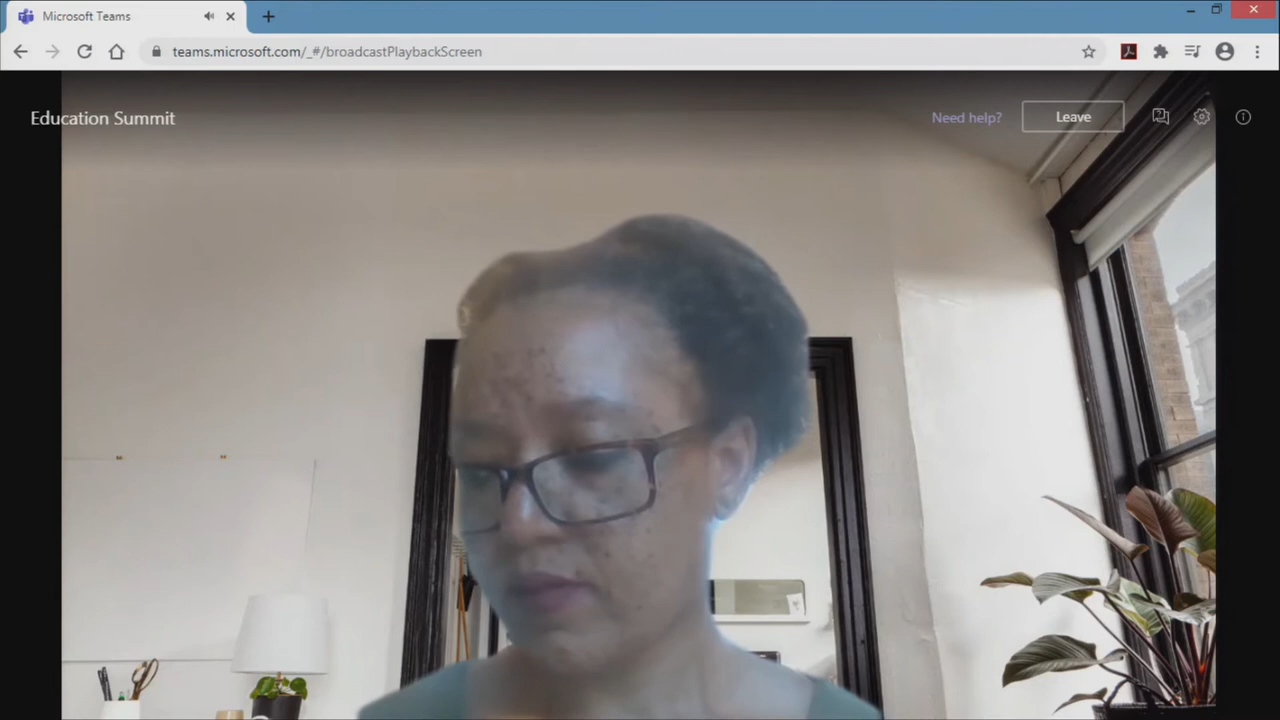 Microsoft Teams
teams.microsoft.com/_#/broadcastPlaybackScreen
Education Summit
Need help?
Leave